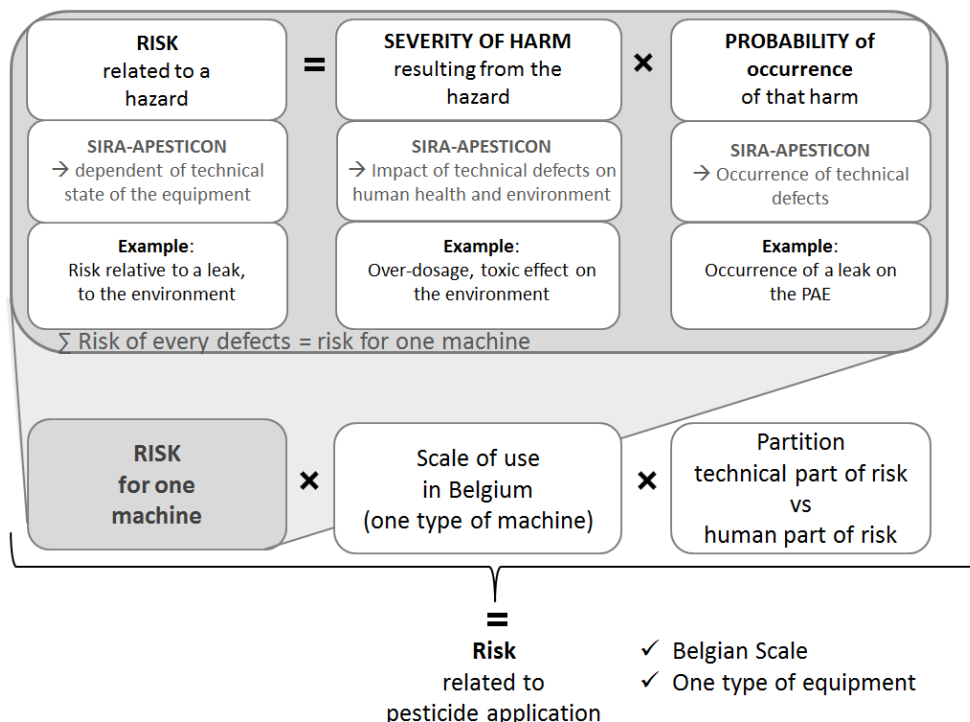 RISK
related to a
hazard
=
SEVERITY OF HARM
resulting from the
hazard
×
PROBABILITY of
occurrence
of that harm
SIRA-APESTICON
→ dependent of technical
state of the equipment
SIRA-APESTICON
→ Impact of technical defects on
human health and environment
SIRA-APESTICON
→ Occurrence of technical
defects
Example:
Risk relative to a leak,
to the environment
Example:
Over-dosage, toxic effect on
the environment
Example:
Occurrence of a leak on
the PAE
∑ Risk of every defects = risk for one machine
RISK
for one
machine
×
Scale of use
in Belgium
(one type of machine)
×
Partition
technical part of risk
vs
human part of risk
=
Risk
related to
pesticide application
✓ Belgian Scale
✓ One type of equipment